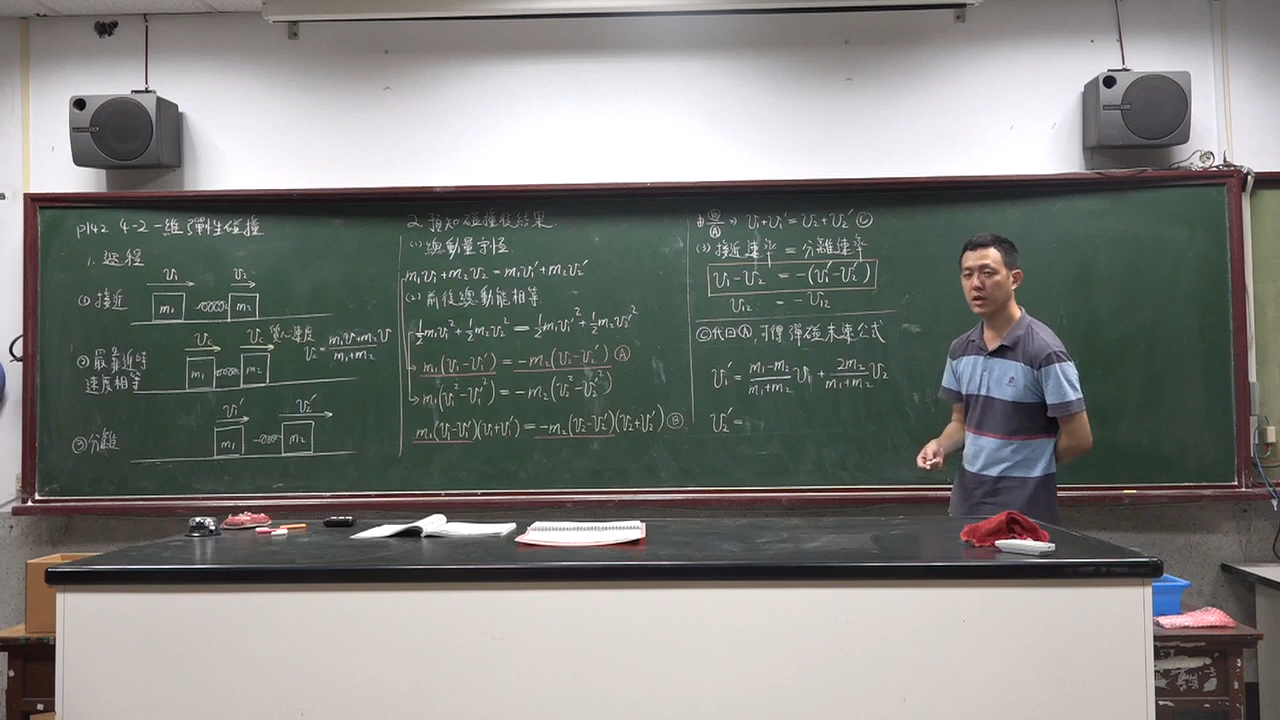 p142 4-2 一維彈性碰撞
1. 過程
v₁ v₂
① 接近 m₁ m₂
v꜀ v꜀ 質心速度
② 最靠近時 m₁ m₂
速度相等
v₁' v₂'
③ 分離 m₁ m₂
2. 預知碰撞後結果.
(1) 總動量守恆
m₁v₁+m₂v₂ = m₁v₁'+m₂v₂'
(2) 前後總動能相等
½m₁v₁²+½m₂v₂² = ½m₁v₁'²+½m₂v₂'²
m₁(v₁-v₁') = -m₂(v₂-v₂') Ⓐ
m₁(v₁²-v₁'²) = -m₂(v₂²-v₂'²)
m₁(v₁-v₁')(v₁+v₁') = -m₂(v₂-v₂')(v₂+v₂') Ⓑ
由Ⓑ/Ⓐ ⇒ v₁+v₁' = v₂+v₂' Ⓒ
(3) 接近速率 = 分離速率
v₁-v₂ = -(v₁'-v₂')
v₁₂ = -v₁₂'
Ⓒ代回Ⓐ, 可得彈碰末速公式
v₁' = (m₁-m₂)/(m₁+m₂) v₁ + 2m₂/(m₁+m₂) v₂
v₂' =